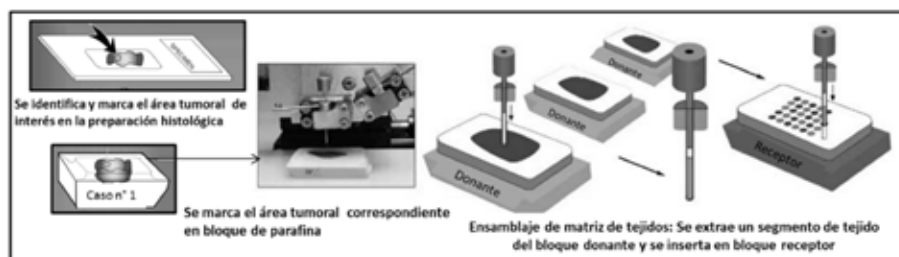 Se identifica y marca el área tumoral de
interés en la preparación histológica
Caso n° 1
Se marca el área tumoral correspondiente
en bloque de parafina
Donante
Donante
Donante
Receptor
Ensamblaje de matriz de tejidos: Se extrae un segmento de tejido
del bloque donante y se inserta en bloque receptor